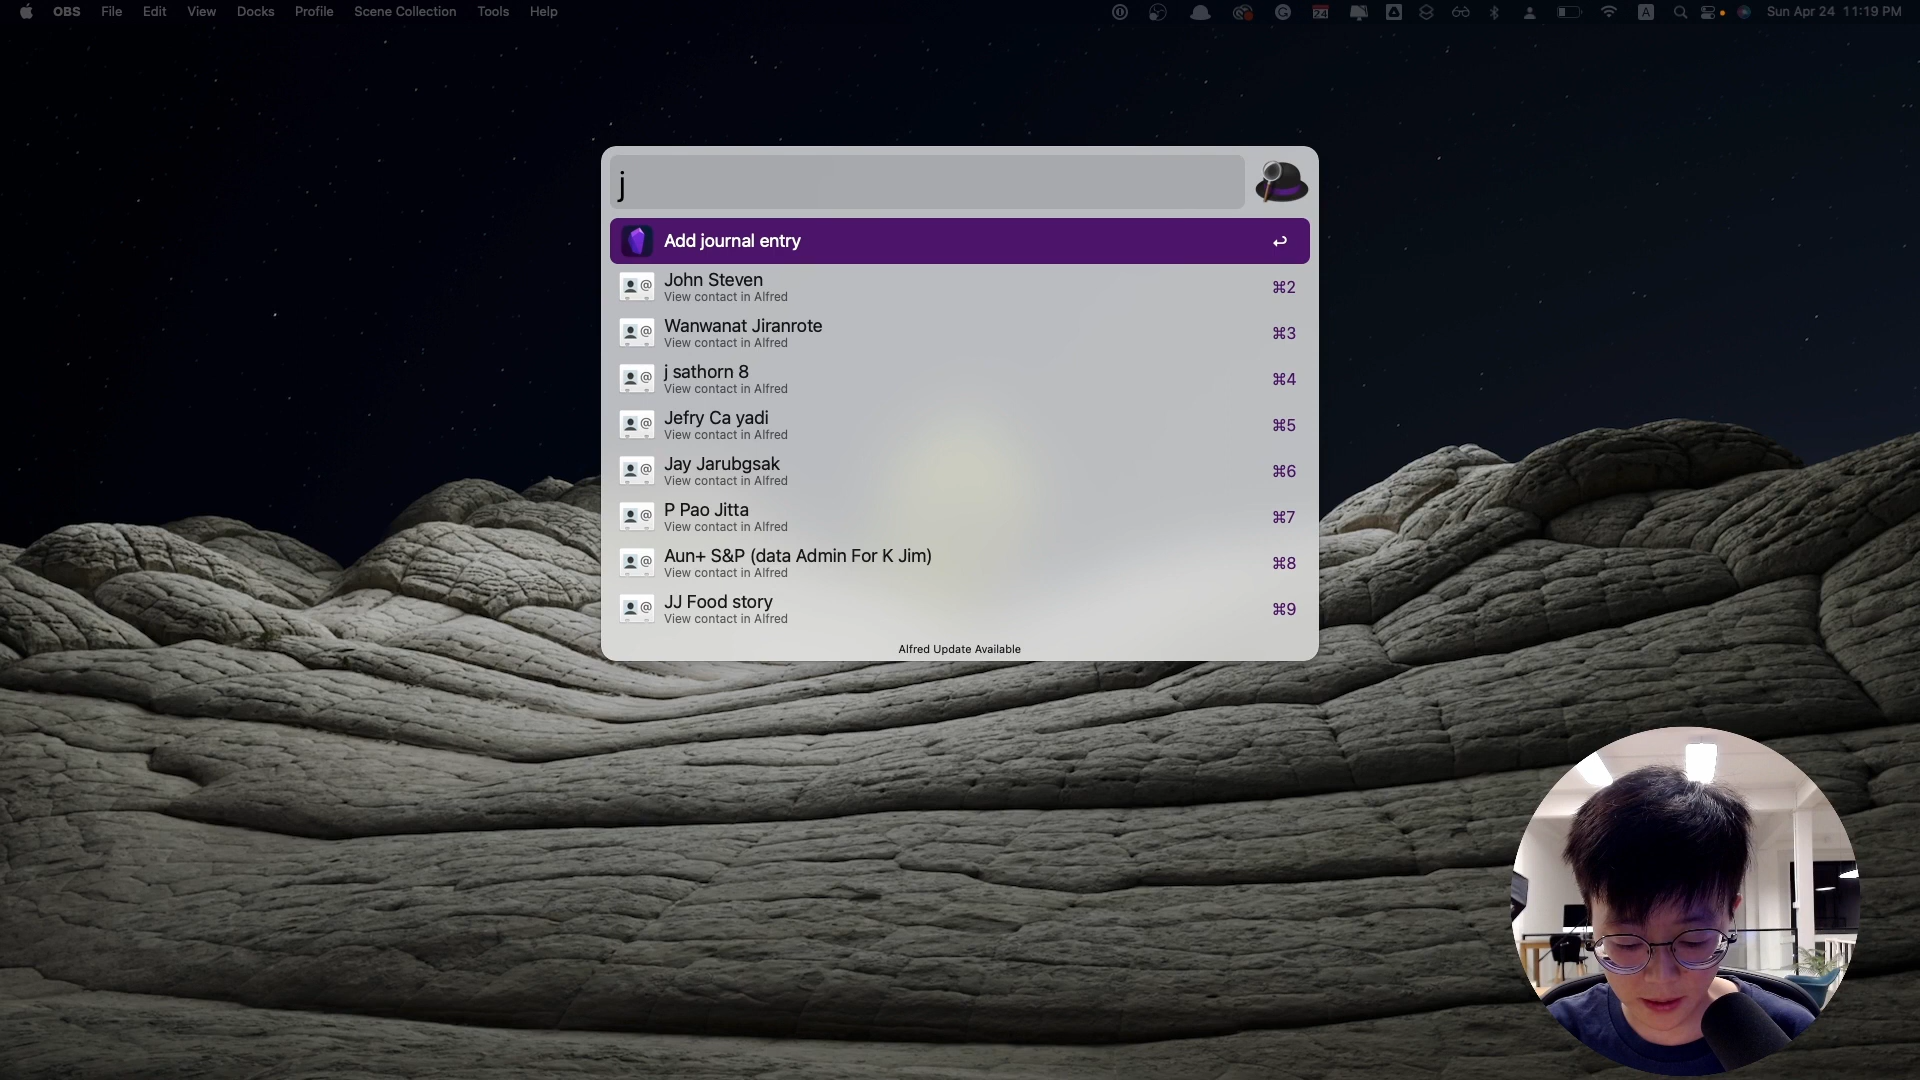 OBS File Edit View Docks Profile Scene Collection Tools Help 24 A Sun Apr 24 11:19 PM
j
Add journal entry
John Steven ⌘2
View contact in Alfred
Wanwanat Jiranrote ⌘3
View contact in Alfred
j sathorn 8 ⌘4
View contact in Alfred
Jefry Ca yadi ⌘5
View contact in Alfred
Jay Jarubgsak ⌘6
View contact in Alfred
P Pao Jitta ⌘7
View contact in Alfred
Aun+ S&P (data Admin For K Jim) ⌘8
View contact in Alfred
JJ Food story ⌘9
View contact in Alfred
Alfred Update Available